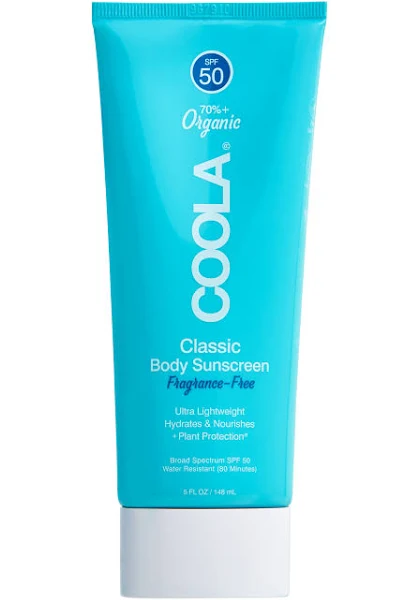 SPF
50
70%+
Organic
COOLA®
Classic
Body Sunscreen
Fragrance-Free
Ultra Lightweight
Hydrates & Nourishes
+ Plant Protection®
Broad Spectrum SPF 50
Water Resistant (80 Minutes)
5 FL OZ / 148 mL